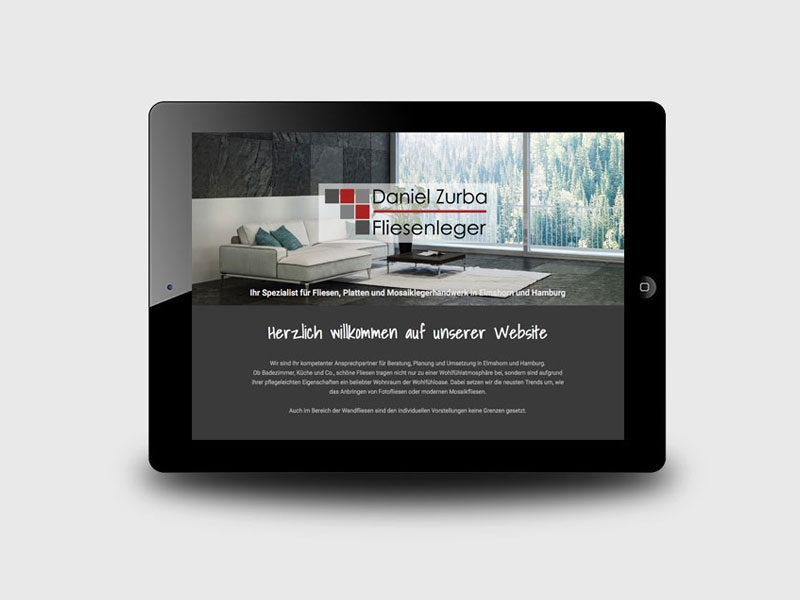 Daniel Zurba
Fliesenleger
Ihr Spezialist für Fliesen, Platten und Mosaiklegerhandwerk in Elmshorn und Hamburg
Herzlich willkommen auf unserer Website
Wir sind Ihr kompetenter Ansprechpartner für Beratung, Planung und Umsetzung in Elmshorn und Hamburg.
Ob Badezimmer, Küche und Co., schöne Fliesen tragen nicht nur zu einer Wohlfühlatmosphäre bei, sondern sind aufgrund
ihrer pflegeleichten Eigenschaften ein beliebter Wohnraum der Wohlfühloase. Dabei setzen wir die neusten Trends um, wie
das Anbringen von Fotofliesen oder modernen Mosaikfliesen.
Auch im Bereich der Wandfliesen sind den individuellen Vorstellungen keine Grenzen gesetzt.